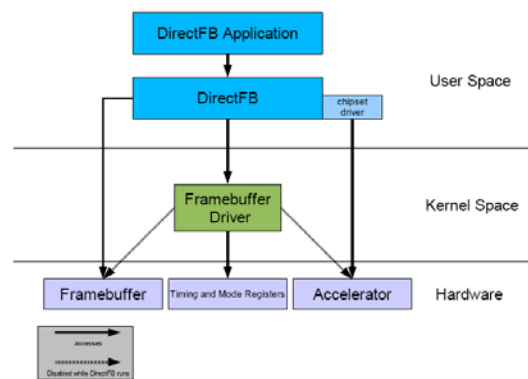 DirectFB Application
DirectFB
chipset
driver
User Space
Framebuffer
Driver
Kernel Space
Framebuffer
Timing and Mode Registers
Accelerator
Hardware
accesses
Disabled while DirectFB runs